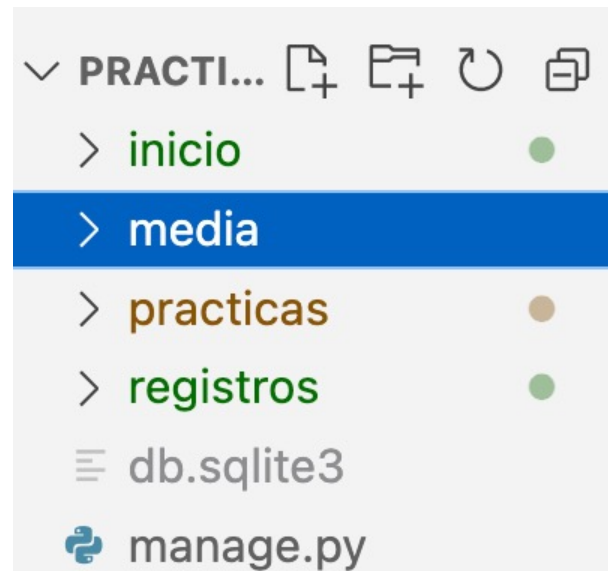 PRACTI...
inicio
media
practicas
registros
db.sqlite3
manage.py